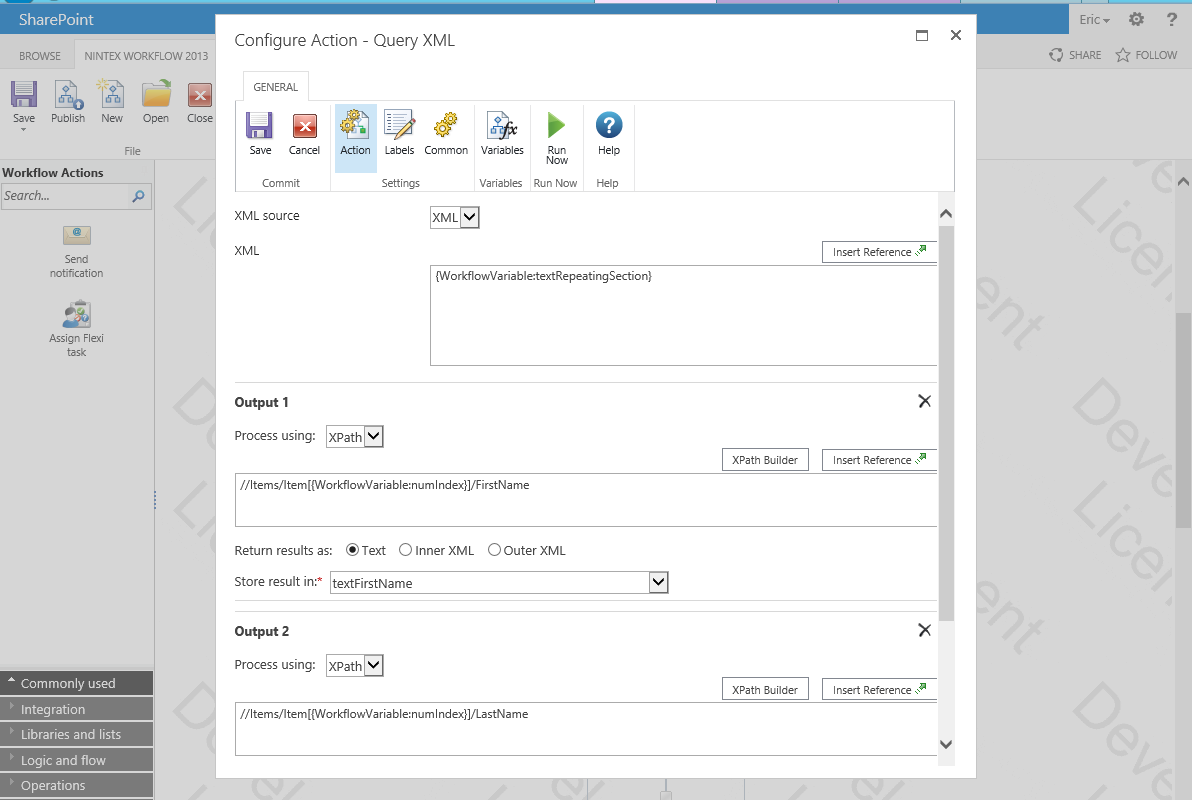 SharePoint
Eric
?
BROWSE
NINTEX WORKFLOW 2013
SHARE
FOLLOW
Save
Publish
New
Open
Close
File
Workflow Actions
Search...
Send
notification
Assign Flexi
task
Commonly used
Integration
Libraries and lists
Logic and flow
Operations
Configure Action - Query XML
GENERAL
Save
Cancel
Action
Labels
Common
Variables
Run
Now
Help
Commit
Settings
Variables
Run Now
Help
XML source
XML
XML
Insert Reference
{WorkflowVariable:textRepeatingSection}
Output 1
Process using:
XPath
XPath Builder
Insert Reference
//Items/Item[{WorkflowVariable:numIndex}]/FirstName
Return results as:
Text
Inner XML
Outer XML
Store result in:*
textFirstName
Output 2
Process using:
XPath
XPath Builder
Insert Reference
//Items/Item[{WorkflowVariable:numIndex}]/LastName